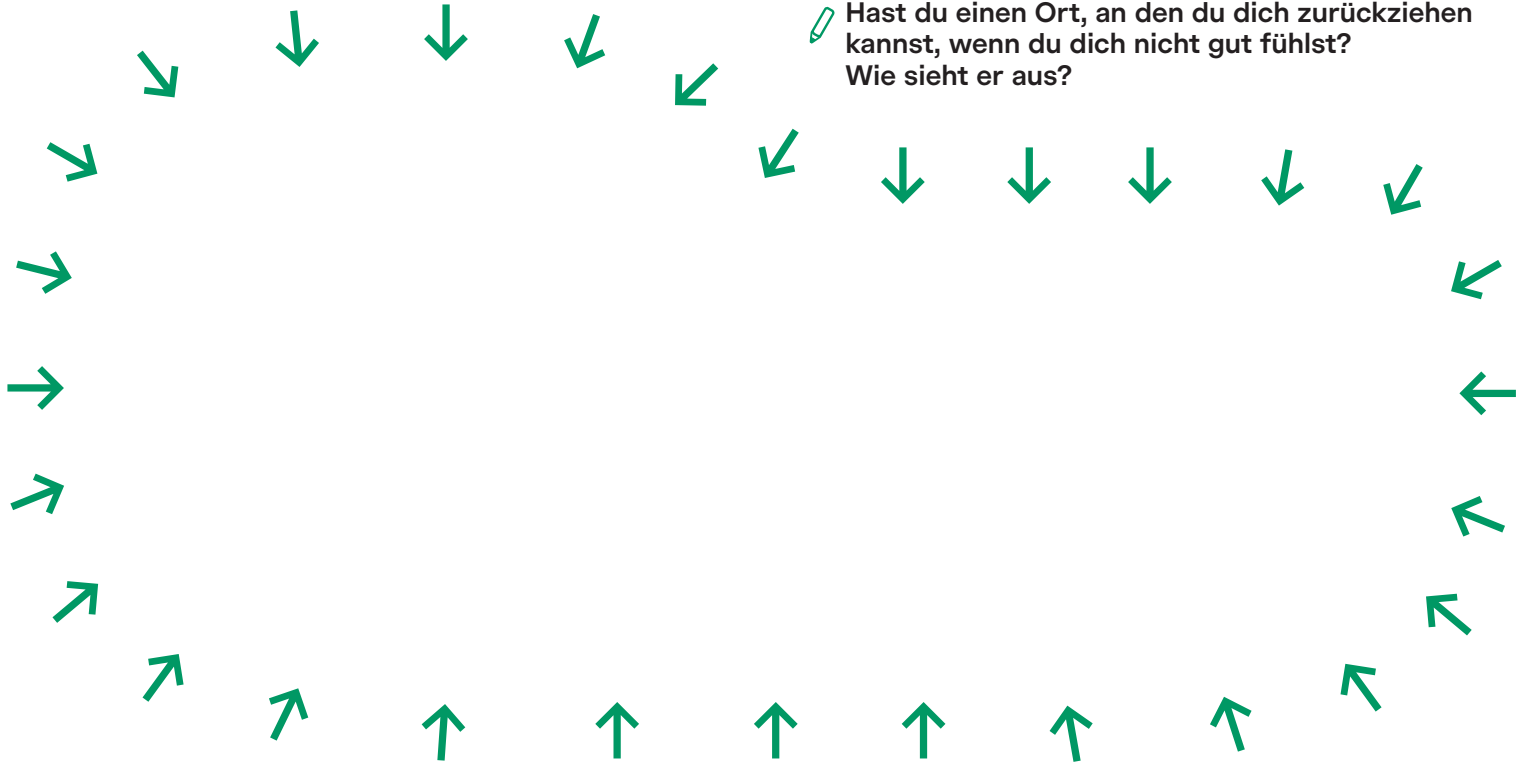 Hast du einen Ort, an den du dich zurückziehen
kannst, wenn du dich nicht gut fühlst?
Wie sieht er aus?